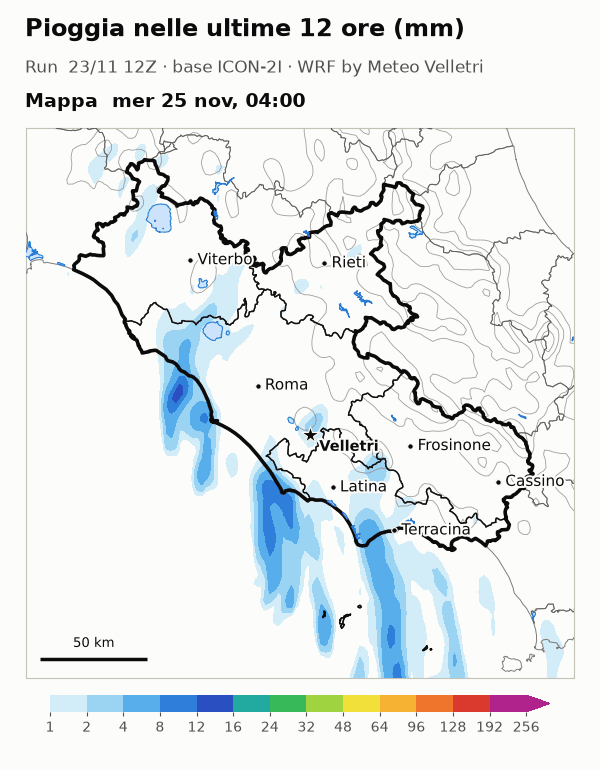 Pioggia nelle ultime 12 ore (mm)
Run  23/11 12Z · base ICON-2I · WRF by Meteo Velletri
Mappa  mer 25 nov, 04:00
Viterbo
Rieti
Roma
Velletri
Frosinone
Latina
Cassino
Terracina
50 km
1 2 4 8 12 16 24 32 48 64 96 128 192 256